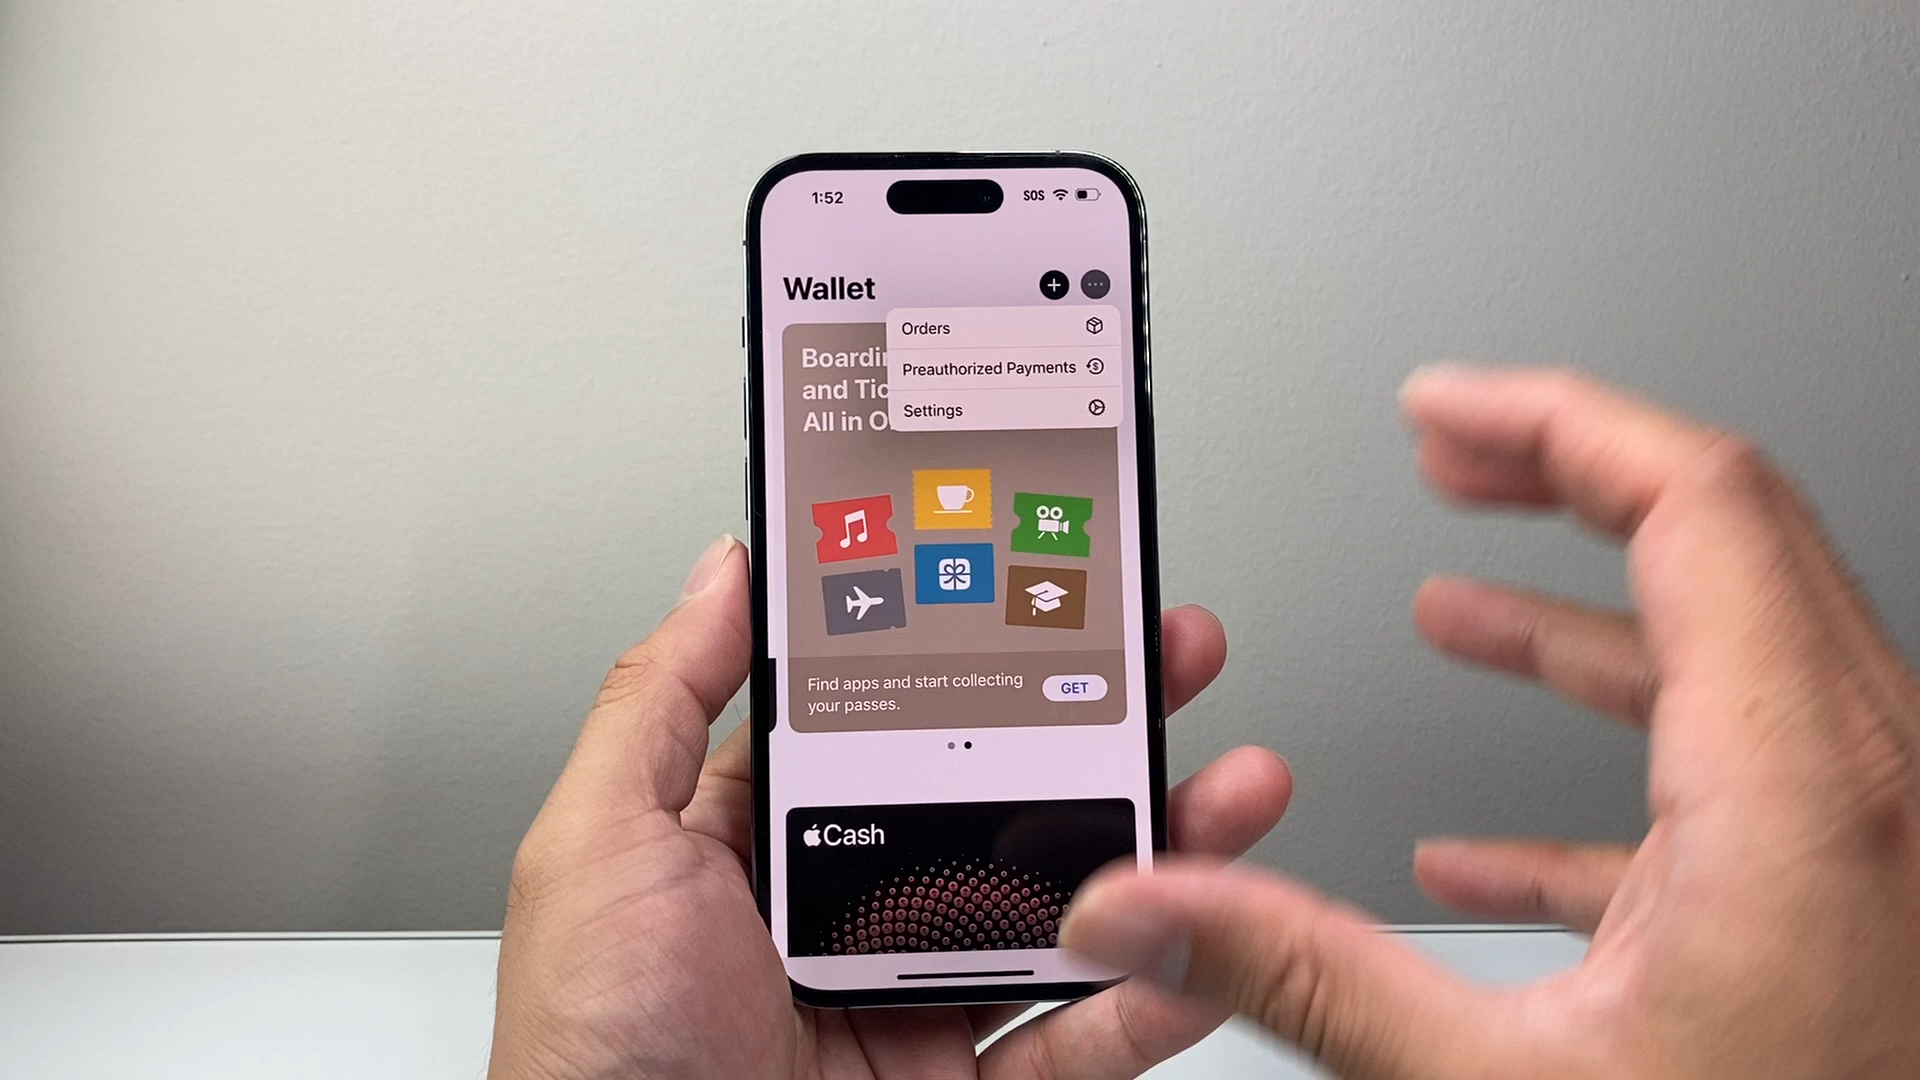 1:52
SOS
Wallet
Orders
Preauthorized Payments
Settings
Boardi
and Tic
All in O
Find apps and start collecting
your passes.
GET
Cash